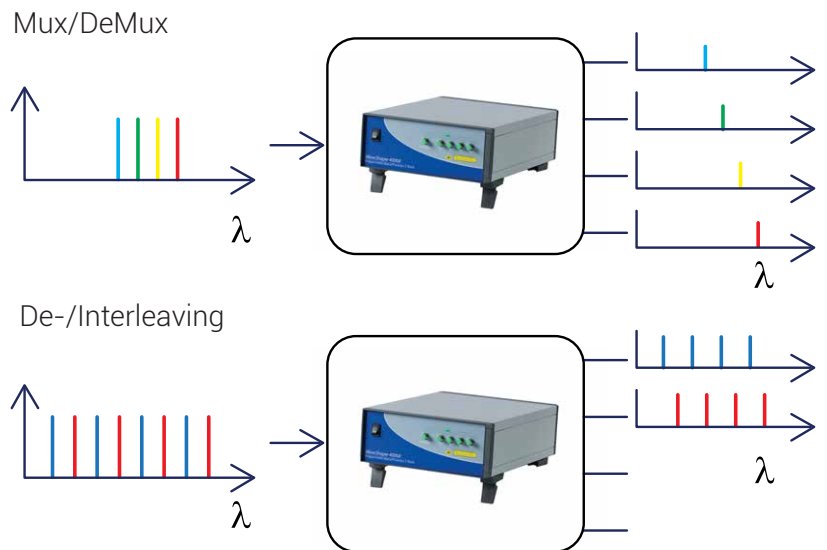 Mux/DeMux
λ
λ
De-/Interleaving
λ
λ